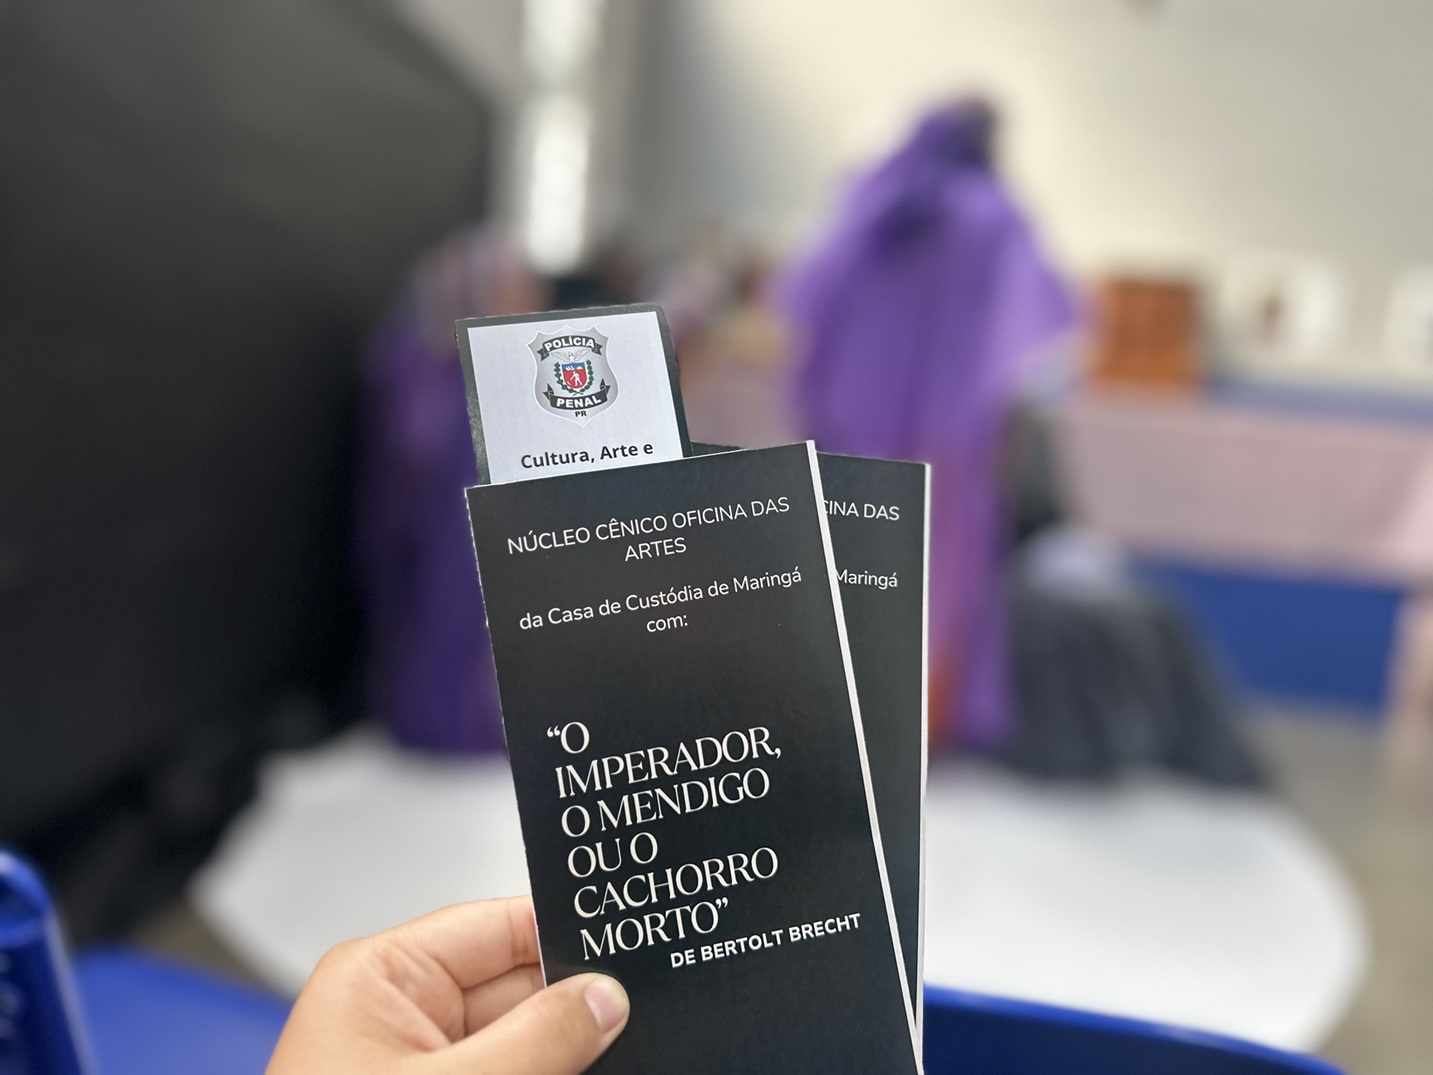 POLÍCIA
PENAL
PR
Cultura, Arte e
NÚCLEO CÊNICO OFICINA DAS
ARTES
da Casa de Custódia de Maringá
com:
“O
IMPERADOR,
O MENDIGO
OU O
CACHORRO
MORTO”
DE BERTOLT BRECHT
CINA DAS
Maringá